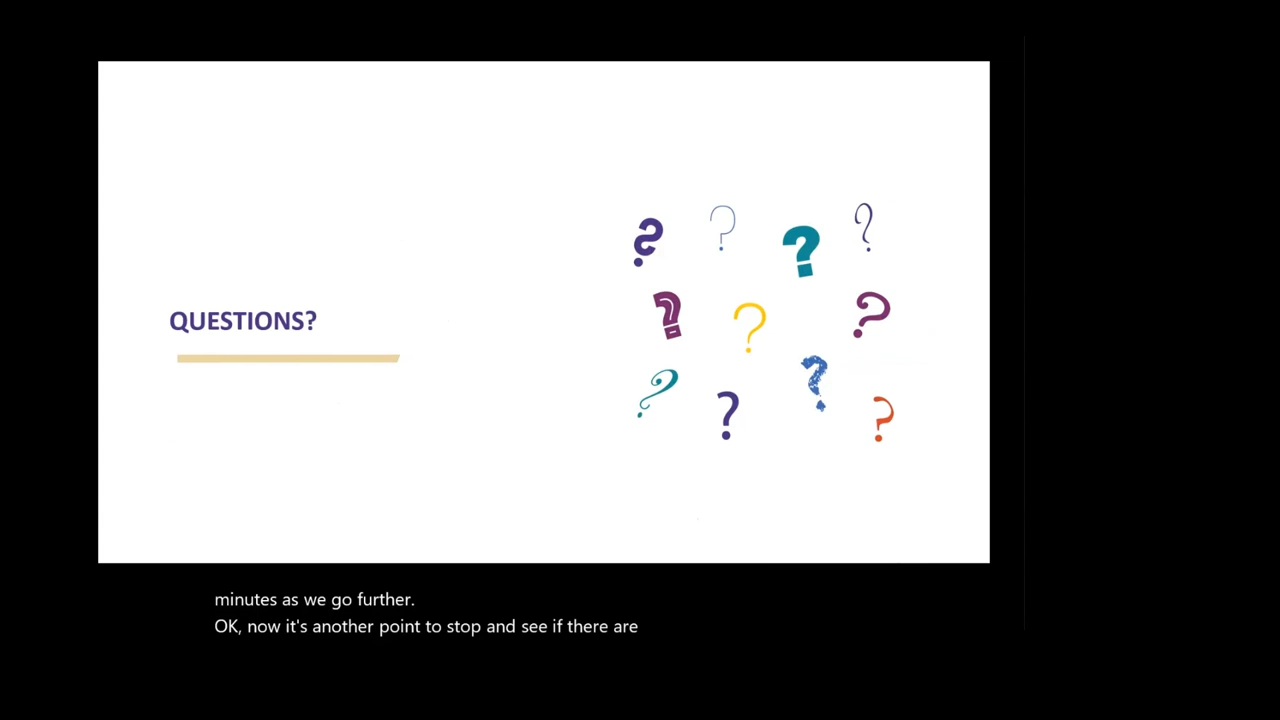 QUESTIONS?
? ? ? ?
? ? ?
? ? ? ?
minutes as we go further.
OK, now it's another point to stop and see if there are